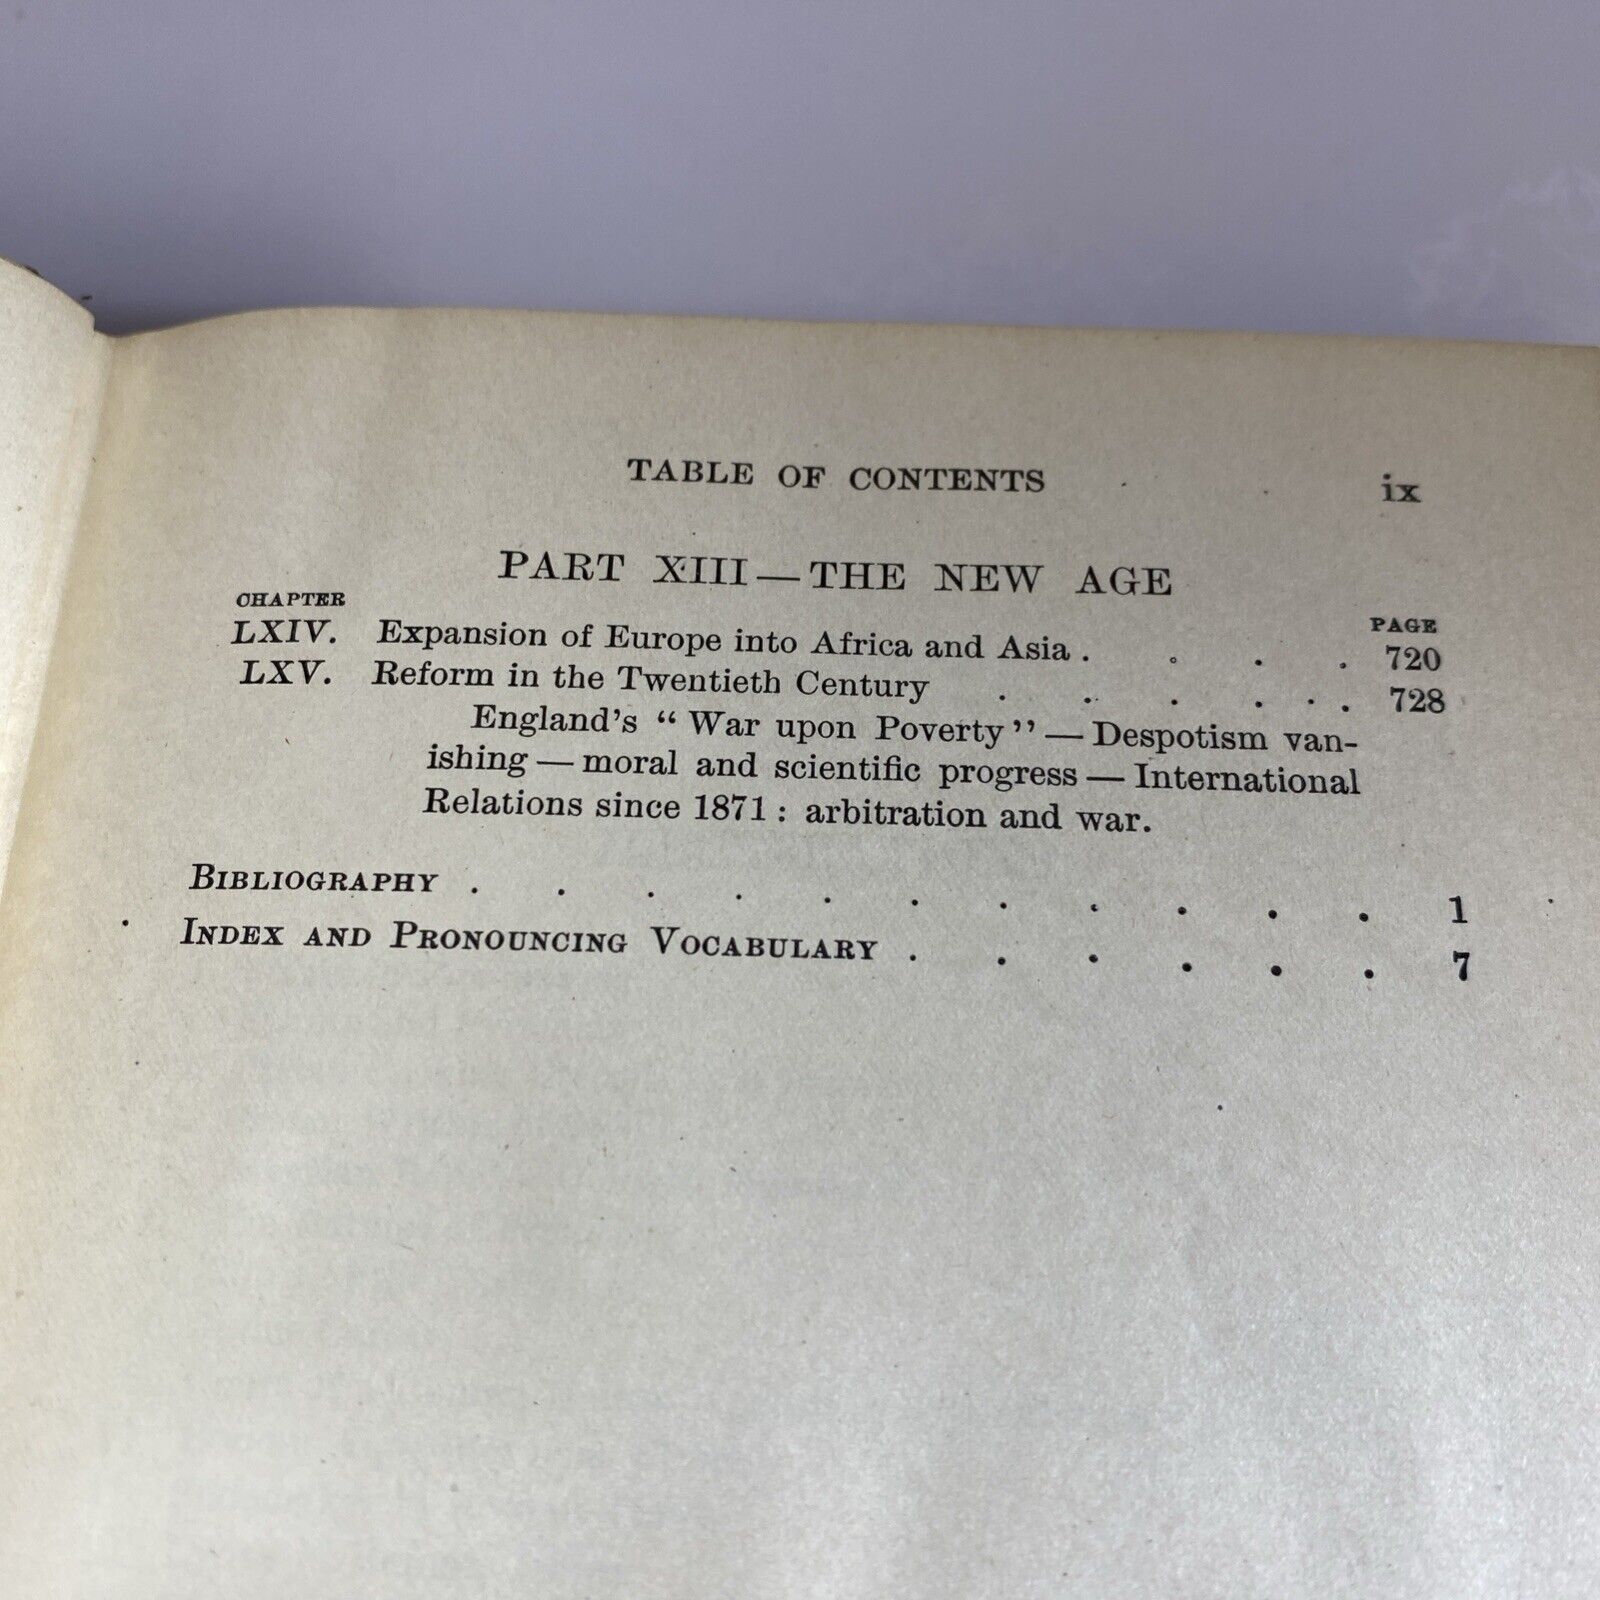 TABLE OF CONTENTS ix
PART XIII—THE NEW AGE
CHAPTER PAGE
LXIV. Expansion of Europe into Africa and Asia . . . . 720
LXV. Reform in the Twentieth Century . . . . . . 728
England's "War upon Poverty"—Despotism van-
ishing—moral and scientific progress—International
Relations since 1871: arbitration and war.
BIBLIOGRAPHY . . . . . . . . . . . 1
INDEX AND PRONOUNCING VOCABULARY . . . . . . 7